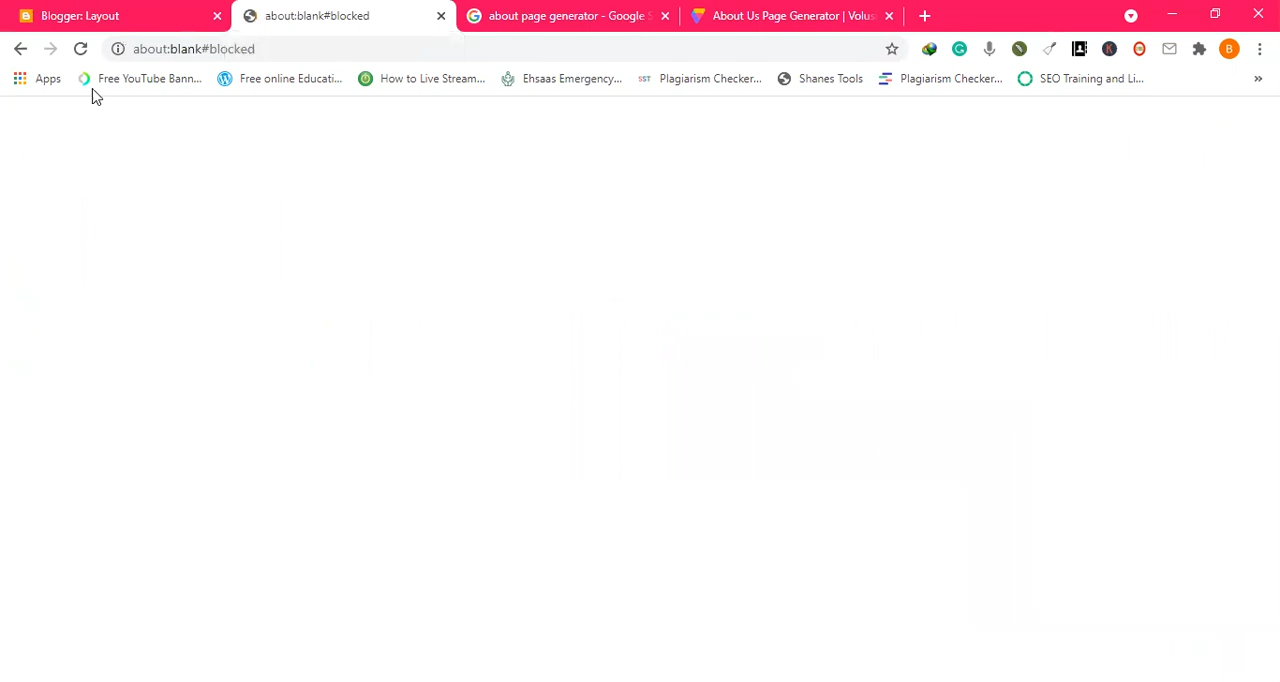 Blogger: Layout
about:blank#blocked
about page generator - Google S
About Us Page Generator | Volus
about:blank#blocked
B
Apps
Free YouTube Bann...
Free online Educati...
How to Live Stream...
Ehsaas Emergency...
SST Plagiarism Checker...
Shanes Tools
Plagiarism Checker...
SEO Training and Li...
»